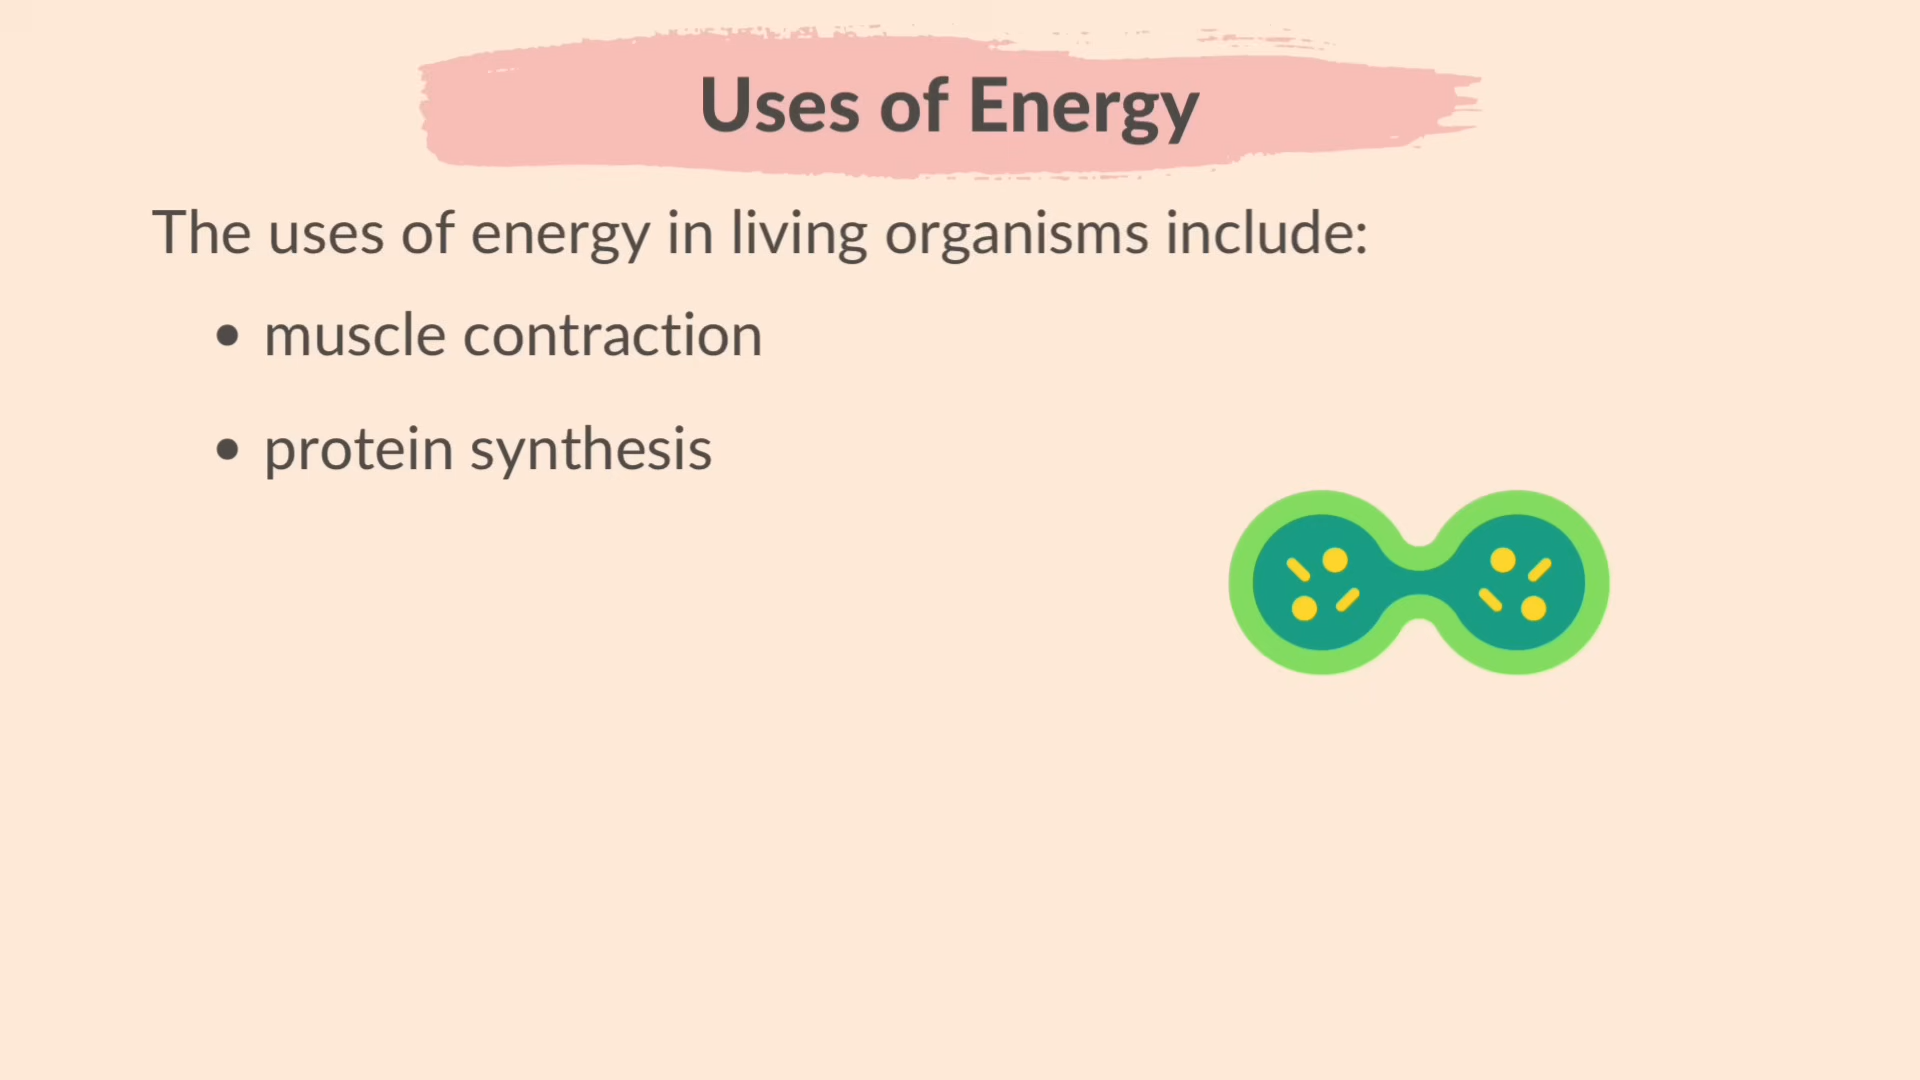 Uses of Energy
The uses of energy in living organisms include:
• muscle contraction
• protein synthesis